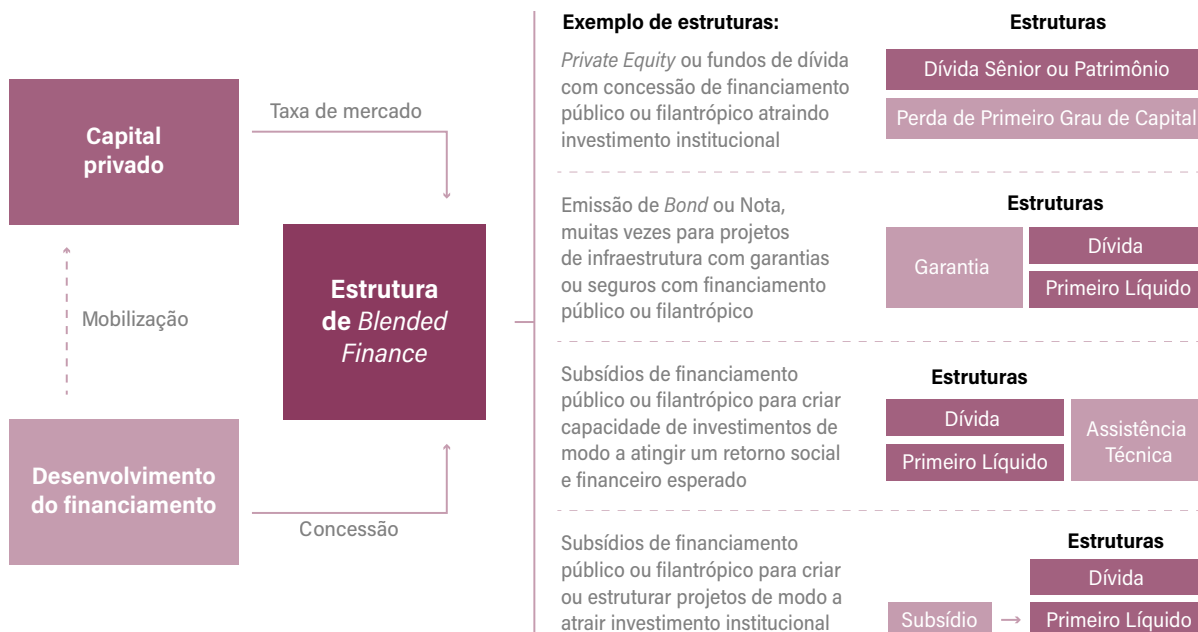 Capital
privado
Taxa de mercado
Mobilização
Estrutura
de Blended
Finance
Desenvolvimento
do financiamento
Concessão
Exemplo de estruturas:
Private Equity ou fundos de dívida
com concessão de financiamento
público ou filantrópico atraindo
investimento institucional
Estruturas
Dívida Sênior ou Patrimônio
Perda de Primeiro Grau de Capital
Emissão de Bond ou Nota,
muitas vezes para projetos
de infraestrutura com garantias
ou seguros com financiamento
público ou filantrópico
Estruturas
Garantia
Dívida
Primeiro Líquido
Subsídios de financiamento
público ou filantrópico para criar
capacidade de investimentos de
modo a atingir um retorno social
e financeiro esperado
Estruturas
Dívida
Primeiro Líquido
Assistência
Técnica
Subsídios de financiamento
público ou filantrópico para criar
ou estruturar projetos de modo a
atrair investimento institucional
Estruturas
Subsídio
Dívida
Primeiro Líquido